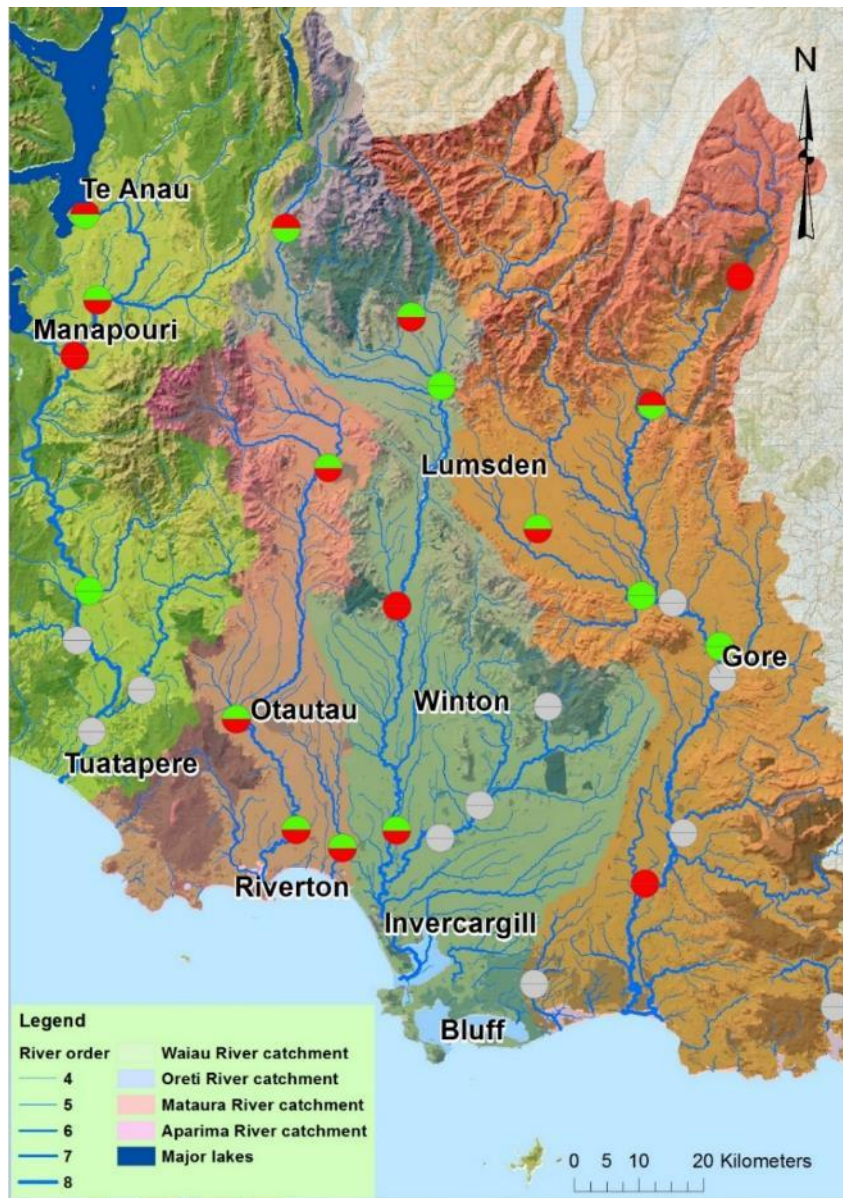 N
Te Anau
Manapouri
Lumsden
Gore
Otautau
Winton
Tuatapere
Riverton
Invercargill
Bluff
Legend
River order
4
5
6
7
8
Waiau River catchment
Oreti River catchment
Mataura River catchment
Aparima River catchment
Major lakes
0 5 10 20 Kilometers